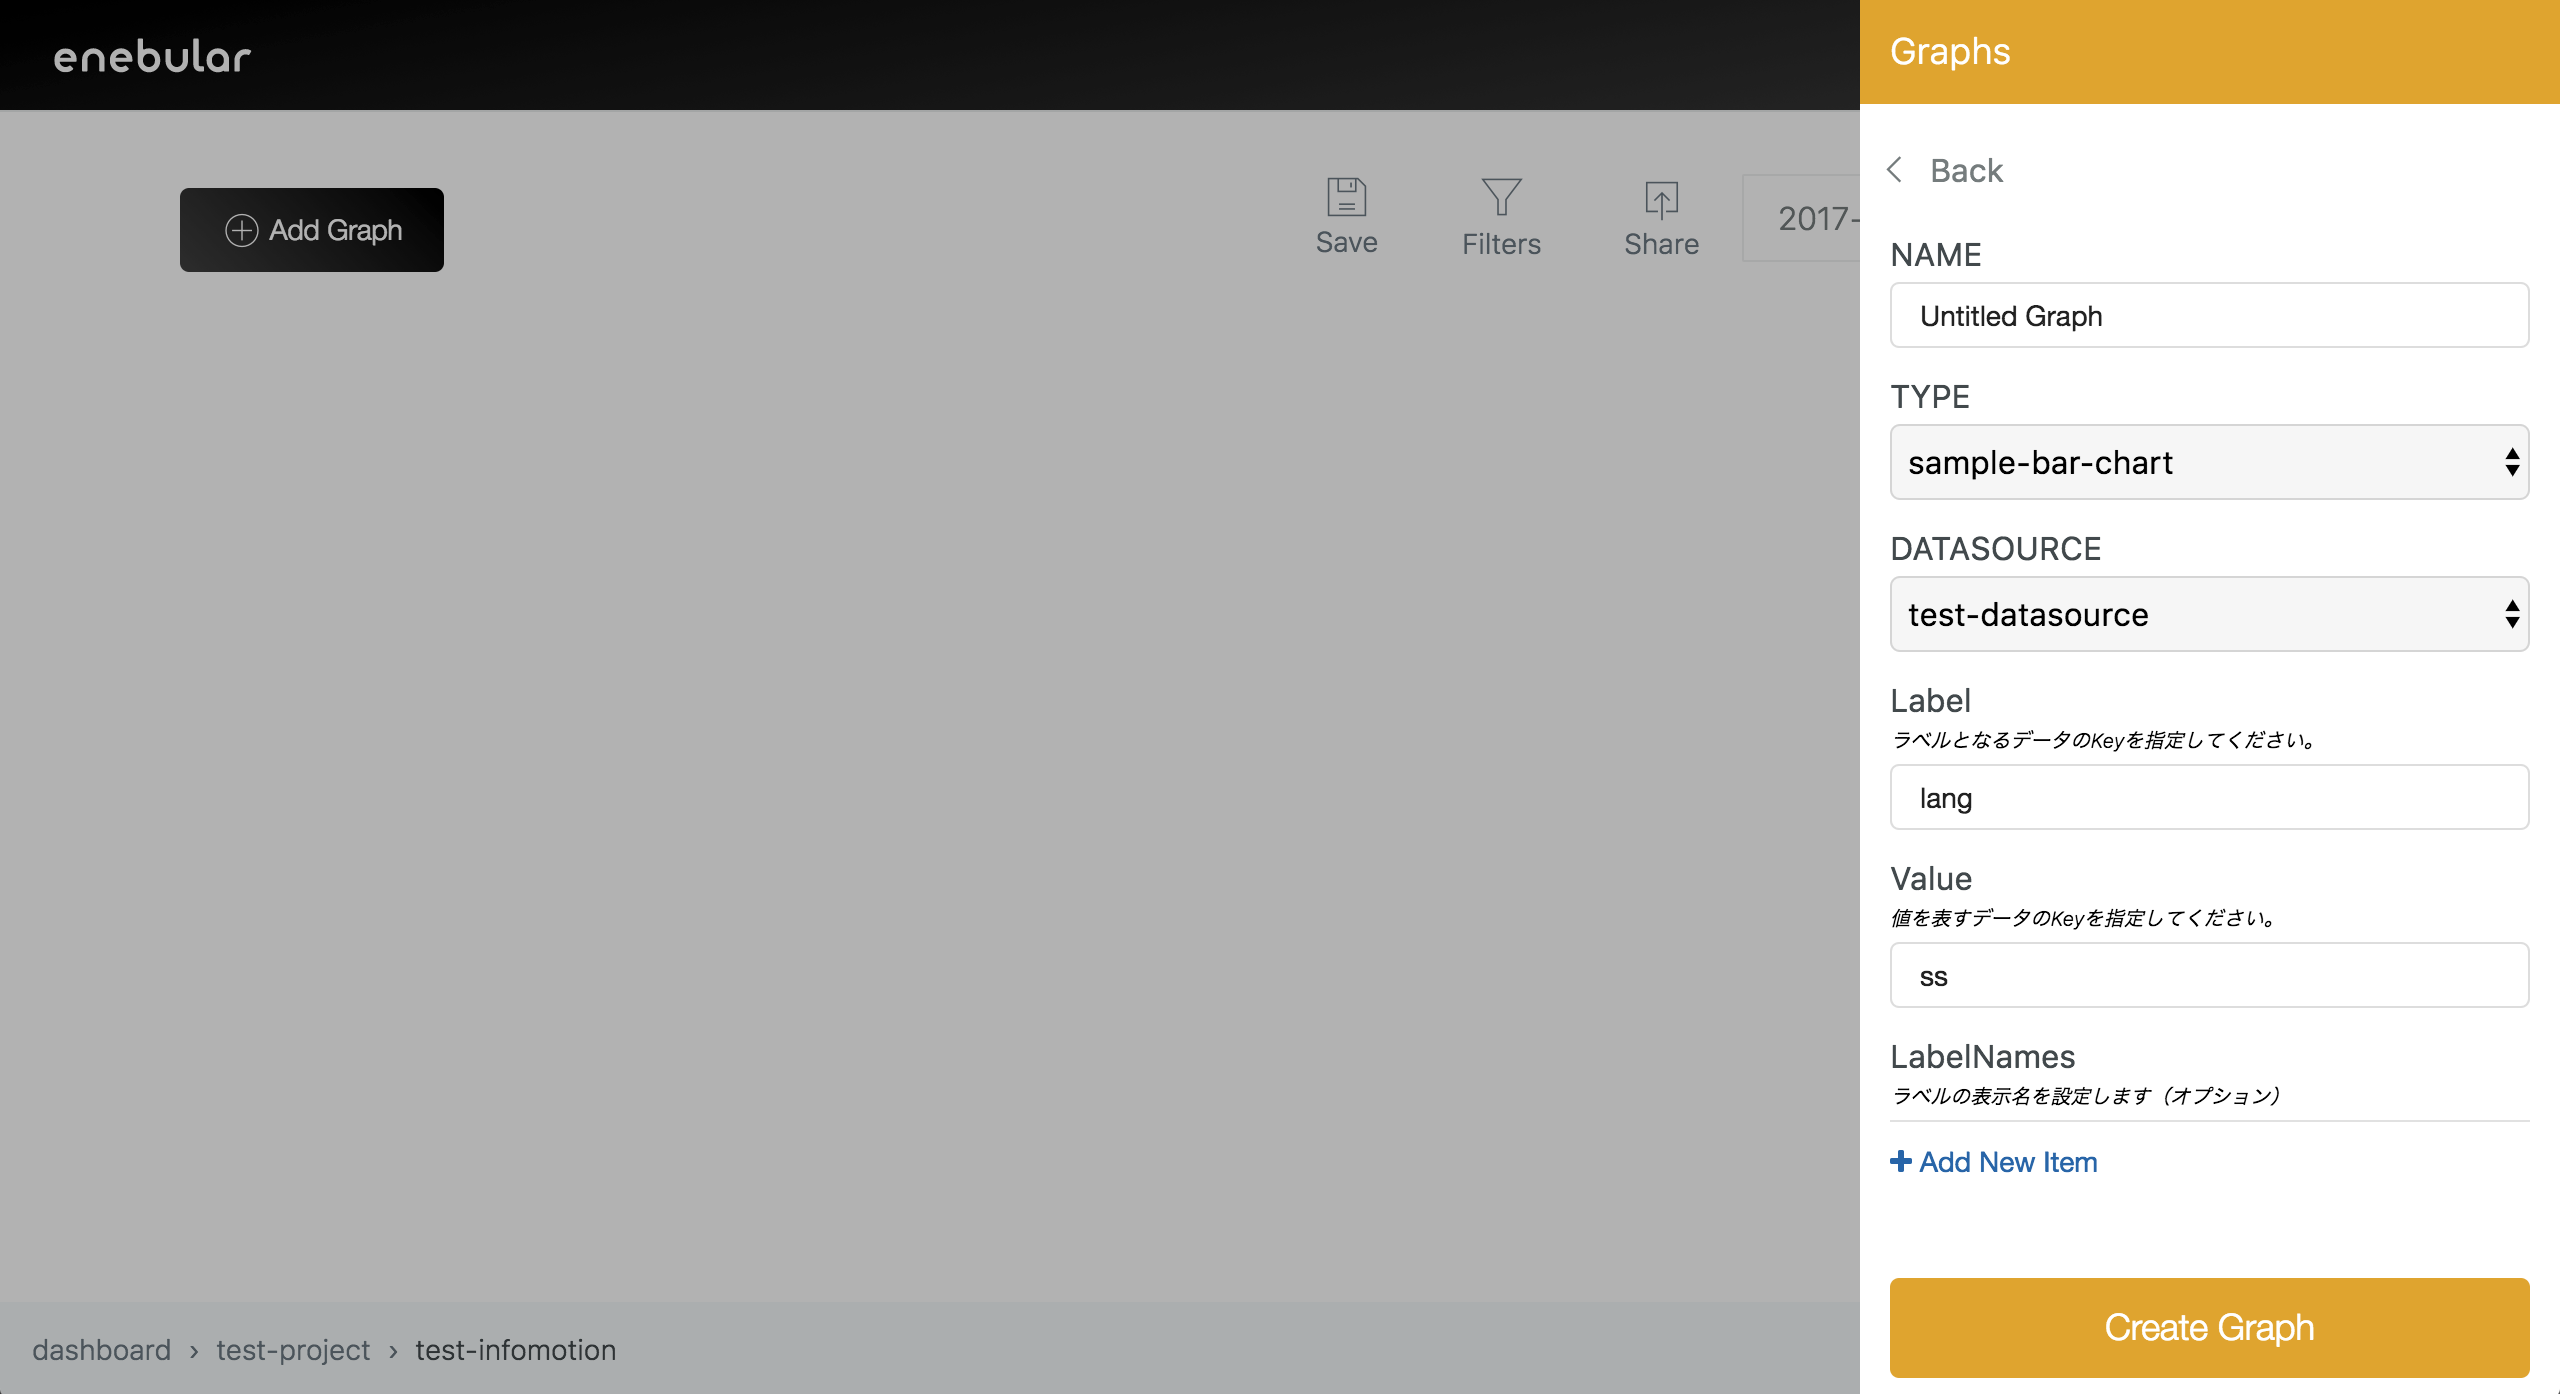 enebular
Add Graph
Save
Filters
Share
2017-
Graphs
Back
NAME
Untitled Graph
TYPE
sample-bar-chart
DATASOURCE
test-datasource
Label
ラベルとなるデータのKeyを指定してください。
lang
Value
値を表すデータのKeyを指定してください。
ss
LabelNames
ラベルの表示名を設定します（オプション）
Add New Item
Create Graph
dashboard › test-project › test-infomotion